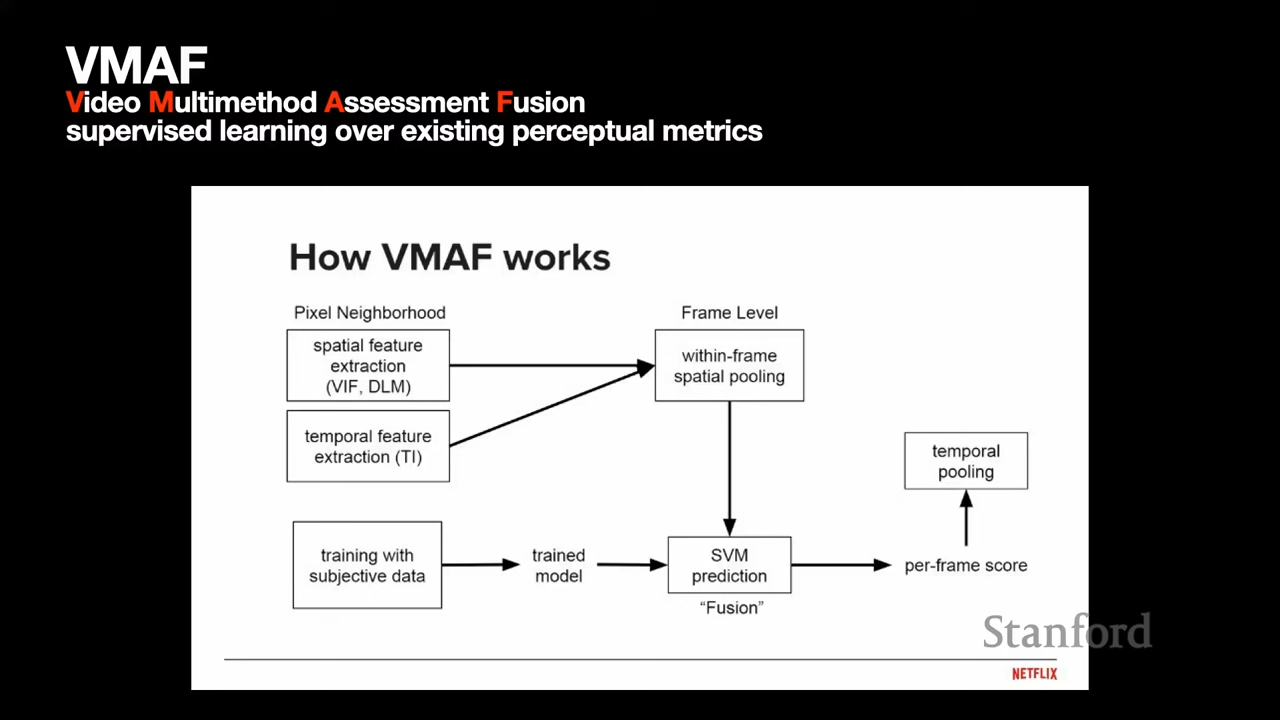 VMAF
Video Multimethod Assessment Fusion
supervised learning over existing perceptual metrics
How VMAF works
Pixel Neighborhood
spatial feature
extraction
(VIF, DLM)
temporal feature
extraction (TI)
Frame Level
within-frame
spatial pooling
temporal
pooling
training with
subjective data
trained
model
SVM
prediction
"Fusion"
per-frame score
Stanford
NETFLIX